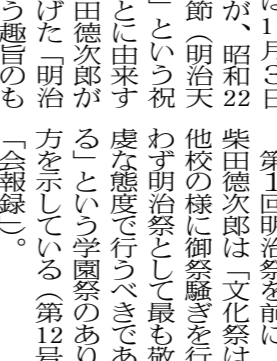 は11月3日
が、昭和22
節（明治天
」という祝
とに由来す
田德次郎が
げた「明治
う趣旨のも
第1回明治祭を前に
柴田德次郎は「文化祭は
他校の様に御祭騒ぎを行
わず明治祭として最も敬
虔な態度で行うべきであ
る」という学園祭のあり
方を示している（第12号
「会報録」）。